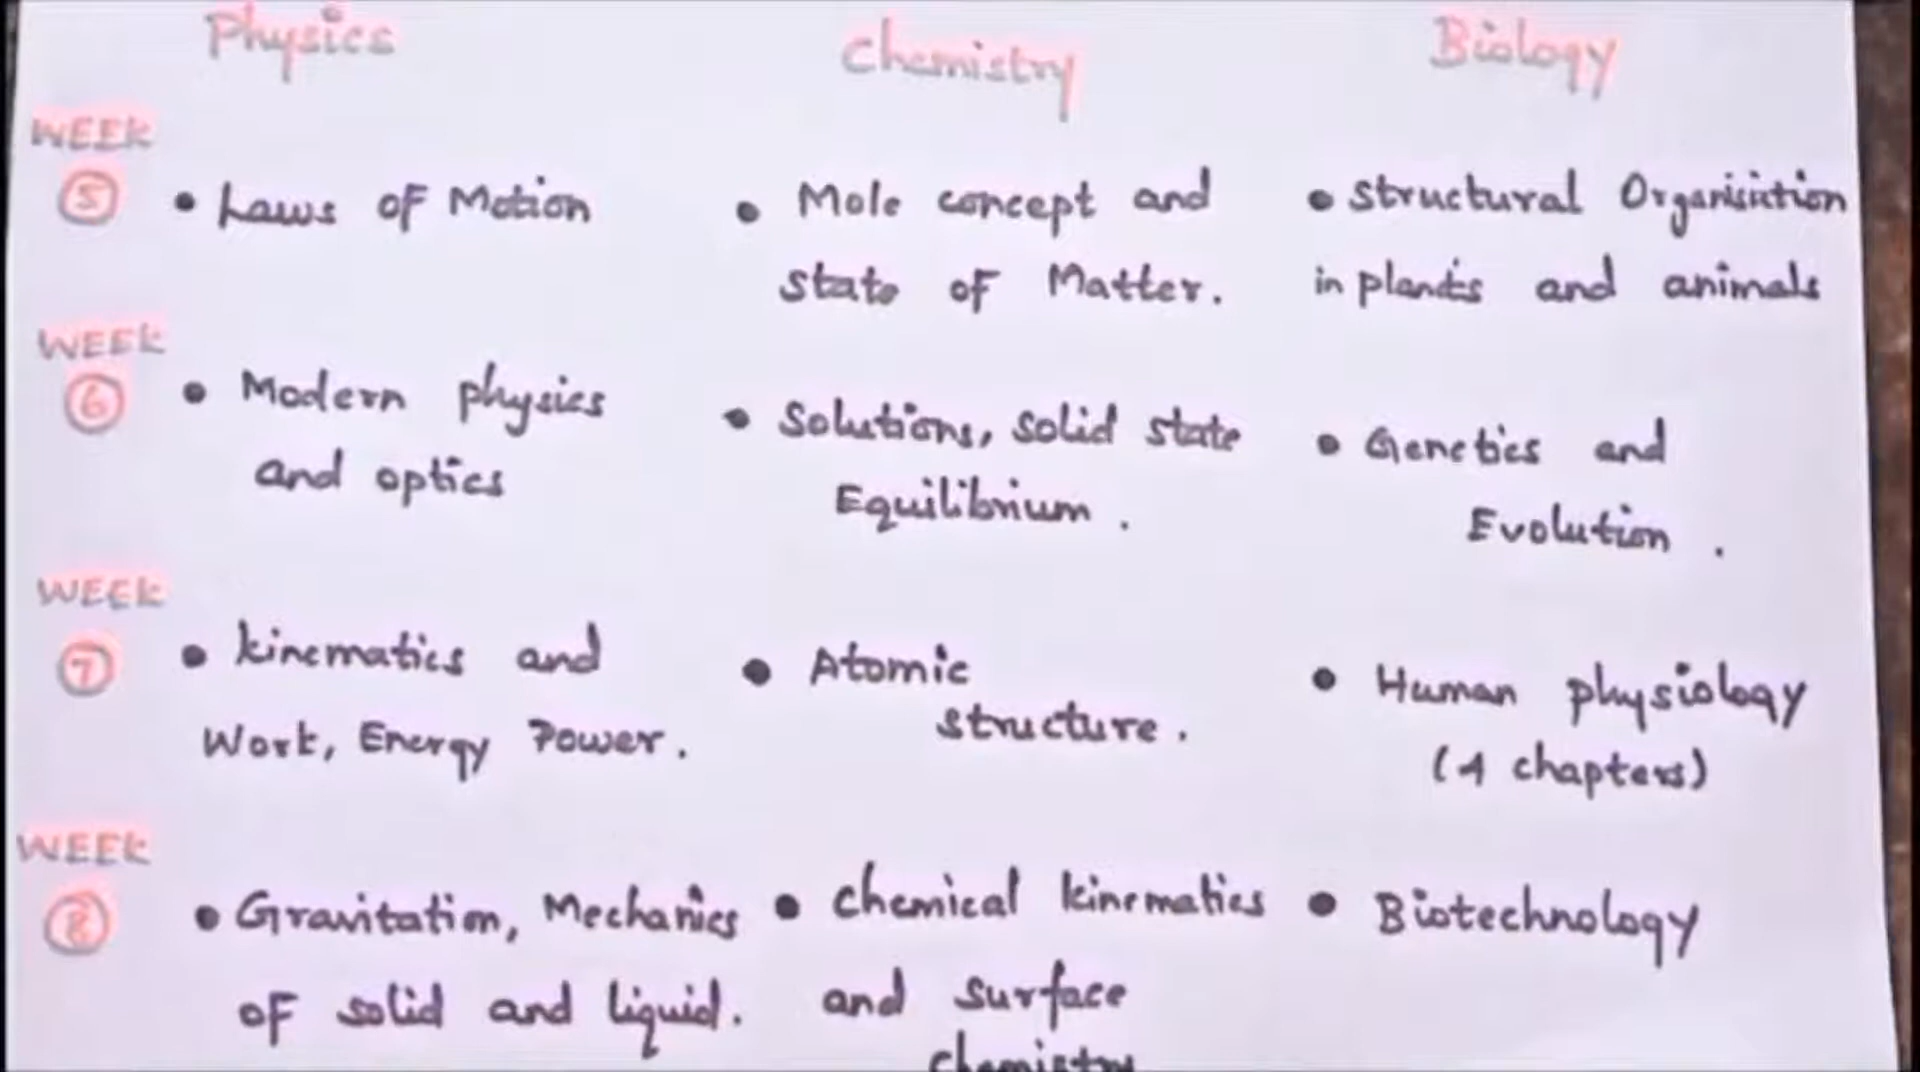 Physics
Chemistry
Biology
WEEK
5
• Laws of Motion
• Mole concept and
state of Matter.
• Structural Organisiation
in plants and animals
WEEK
6
• Modern physics
and optics
• Solutions, solid state
Equilibrium .
• Genetics and
Evolution .
WEEK
7
• kinematics and
Work, Energy Power .
• Atomic
structure .
• Human physiology
(4 chapters)
WEEK
8
• Gravitation, Mechanics
of solid and liquid .
• Chemical kinematics
and surface
chemistry
• Biotechnology